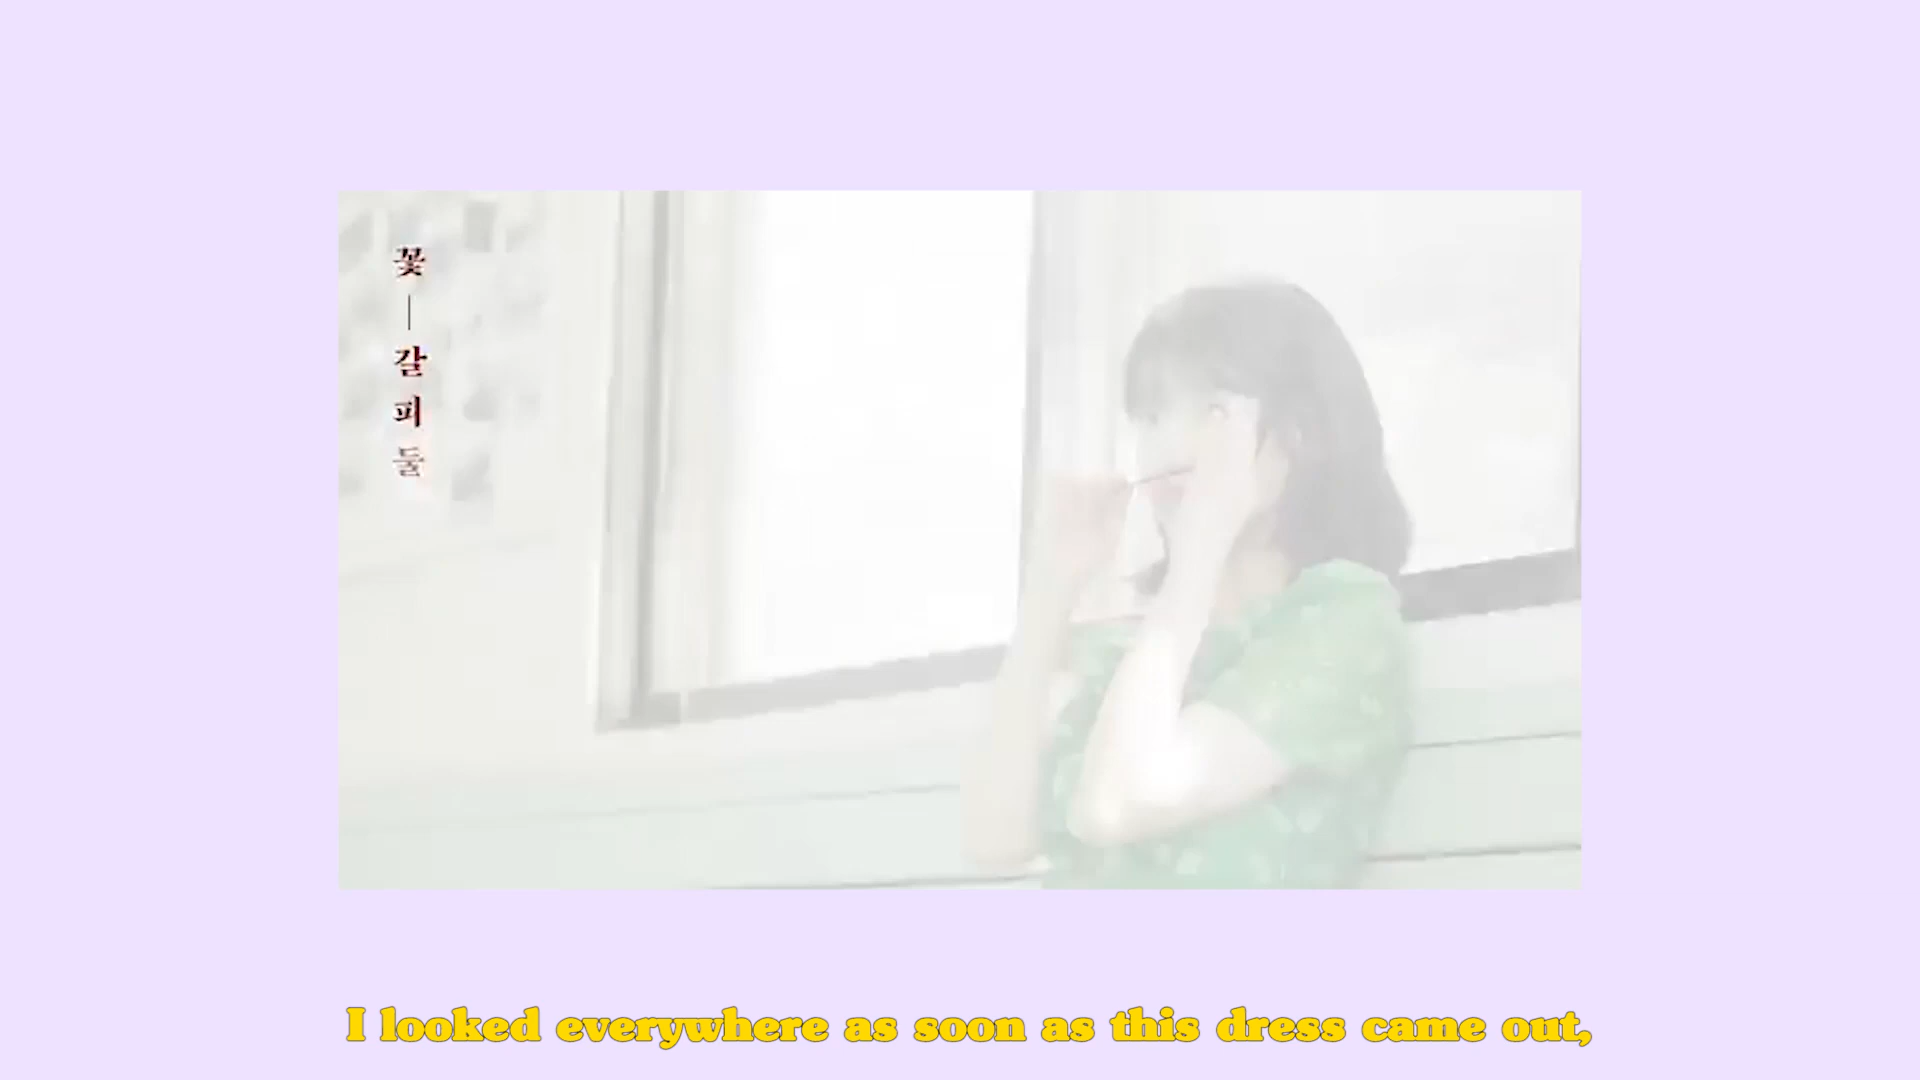 꽃
갈
피
둘
I looked everywhere as soon as this dress came out,